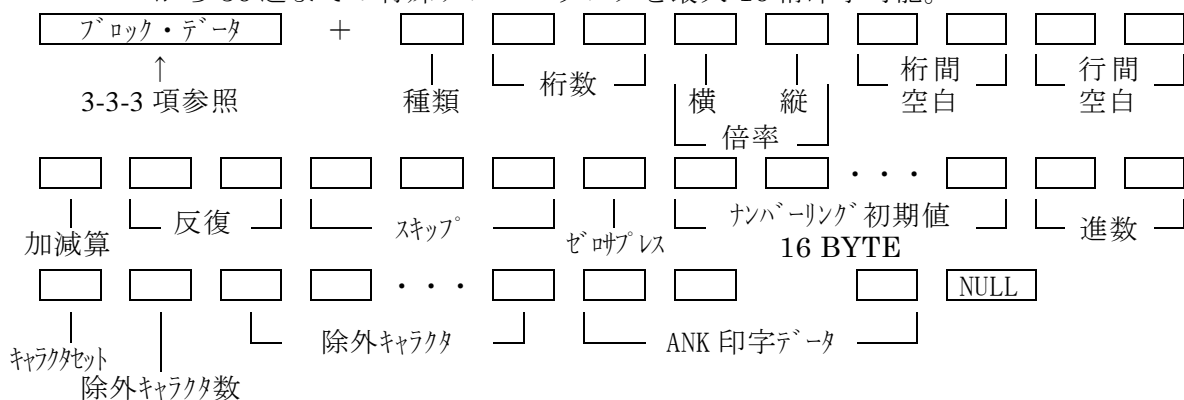 ﾌﾞﾛｯｸ・ﾃﾞｰﾀ +
↑
3-3-3 項参照 種類 桁数 横 縦 桁間 空白 行間 空白
倍率
・・・
加減算 反復 ｽｷｯﾌﾟ ｾﾞﾛｻﾌﾟﾚｽ ﾅﾝﾊﾞｰﾘﾝｸﾞ初期値 進数
16 BYTE
・・・ NULL
ｷｬﾗｸﾀｾｯﾄ 除外ｷｬﾗｸﾀ ANK 印字ﾃﾞｰﾀ
除外ｷｬﾗｸﾀ数